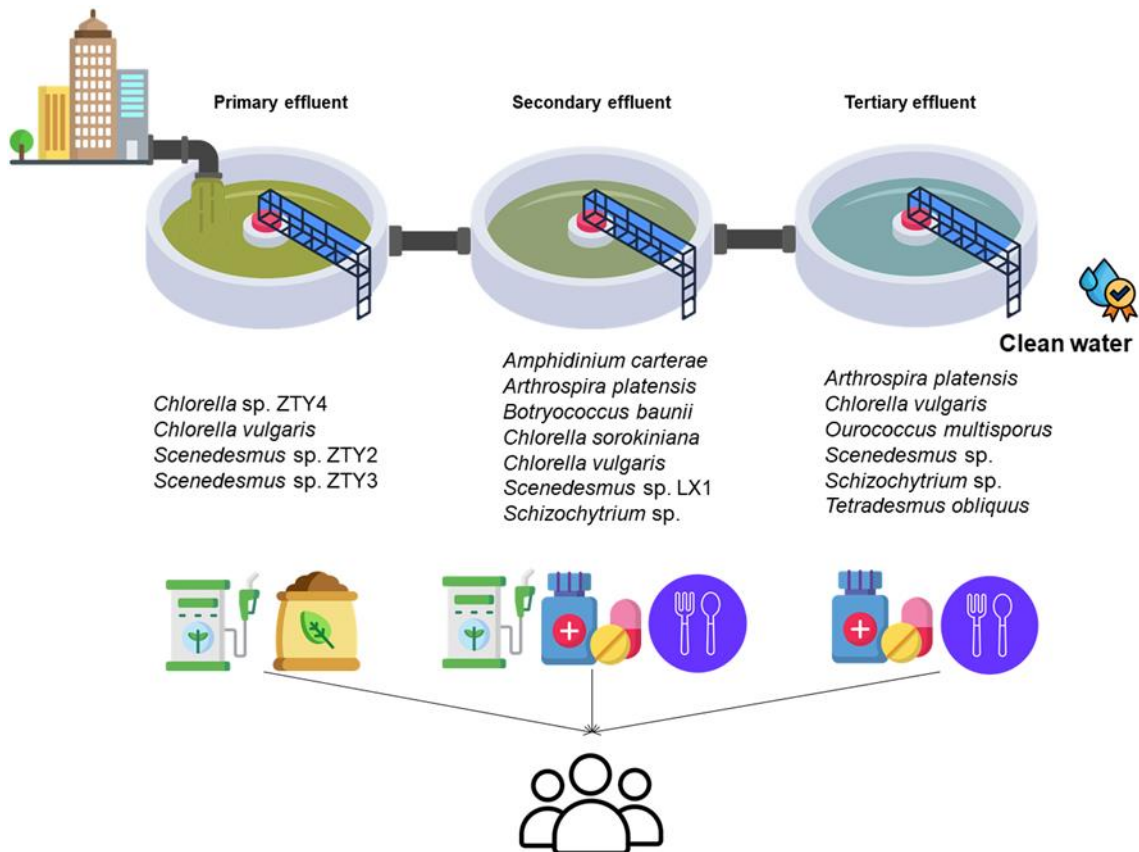 Primary effluent
Secondary effluent
Tertiary effluent
Clean water
Chlorella sp. ZTY4
Chlorella vulgaris
Scenedesmus sp. ZTY2
Scenedesmus sp. ZTY3
Amphidinium carterae
Arthrospira platensis
Botryococcus baunii
Chlorella sorokiniana
Chlorella vulgaris
Scenedesmus sp. LX1
Schizochytrium sp.
Arthrospira platensis
Chlorella vulgaris
Ourococcus multisporus
Scenedesmus sp.
Schizochytrium sp.
Tetradesmus obliquus